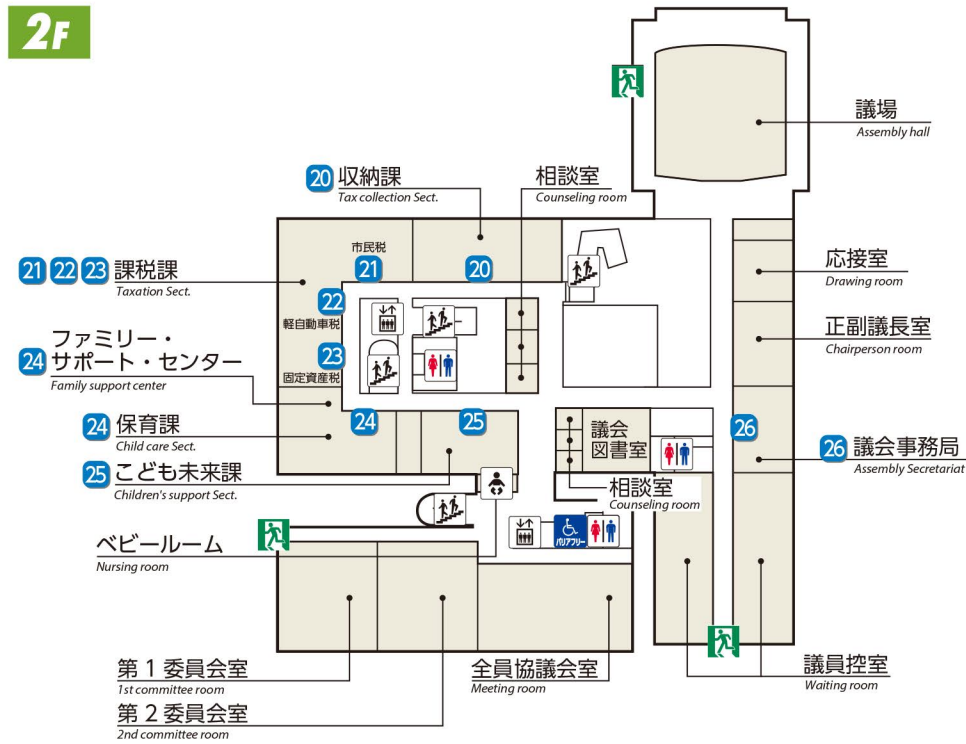 2F
議場
Assembly hall
20 収納課
Tax collection Sect.
相談室
Counseling room
市民税
21
20
21 22 23 課税課
Taxation Sect.
22
軽自動車税
23
固定資産税
応接室
Drawing room
正副議長室
Chairperson room
ファミリー・
24 サポート・センター
Family support center
24 保育課
Child care Sect.
24
25
25 こども未来課
Children's support Sect.
議会
図書室
26
26 議会事務局
Assembly Secretariat
相談室
Counseling room
バリアフリー
ベビールーム
Nursing room
第1委員会室
1st committee room
第2委員会室
2nd committee room
全員協議会室
Meeting room
議員控室
Waiting room